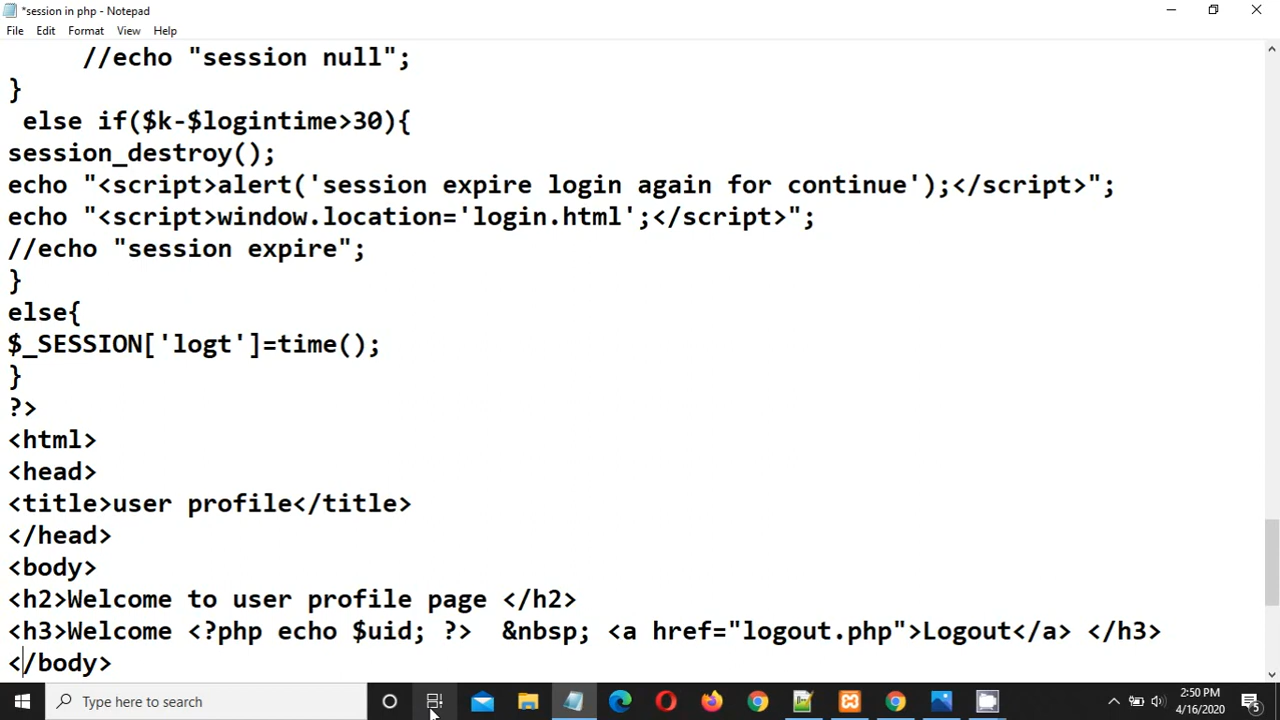 *session in php - Notepad
File Edit Format View Help
//echo "session null";
}
else if($k-$logintime>30){
session_destroy();
echo "<script>alert('session expire login again for continue');</script>";
echo "<script>window.location='login.html';</script>";
//echo "session expire";
}
else{
$_SESSION['logt']=time();
}
?>
<html>
<head>
<title>user profile</title>
</head>
<body>
<h2>Welcome to user profile page </h2>
<h3>Welcome <?php echo $uid; ?>  &nbsp; <a href="logout.php">Logout</a> </h3>
</body>
Type here to search
2:50 PM
4/16/2020
5